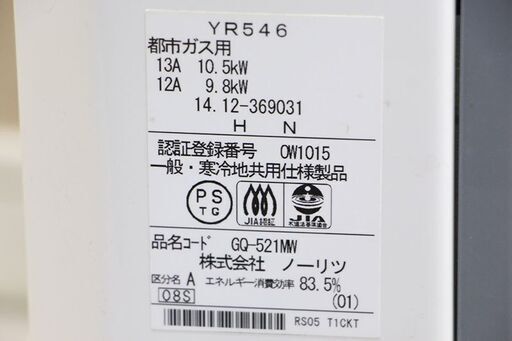 YR546
都市ガス用
13A 10.5kW
12A 9.8kW
14.12-369031
H N
認証登録番号 OW1015
一般・寒冷地共用仕様製品
PS TG
JIA認証
JIA
品名コード GQ-521MW
株式会社 ノーリツ
区分名 A エネルギー消費効率 83.5%
Q8S (01)
RS05 T1CKT